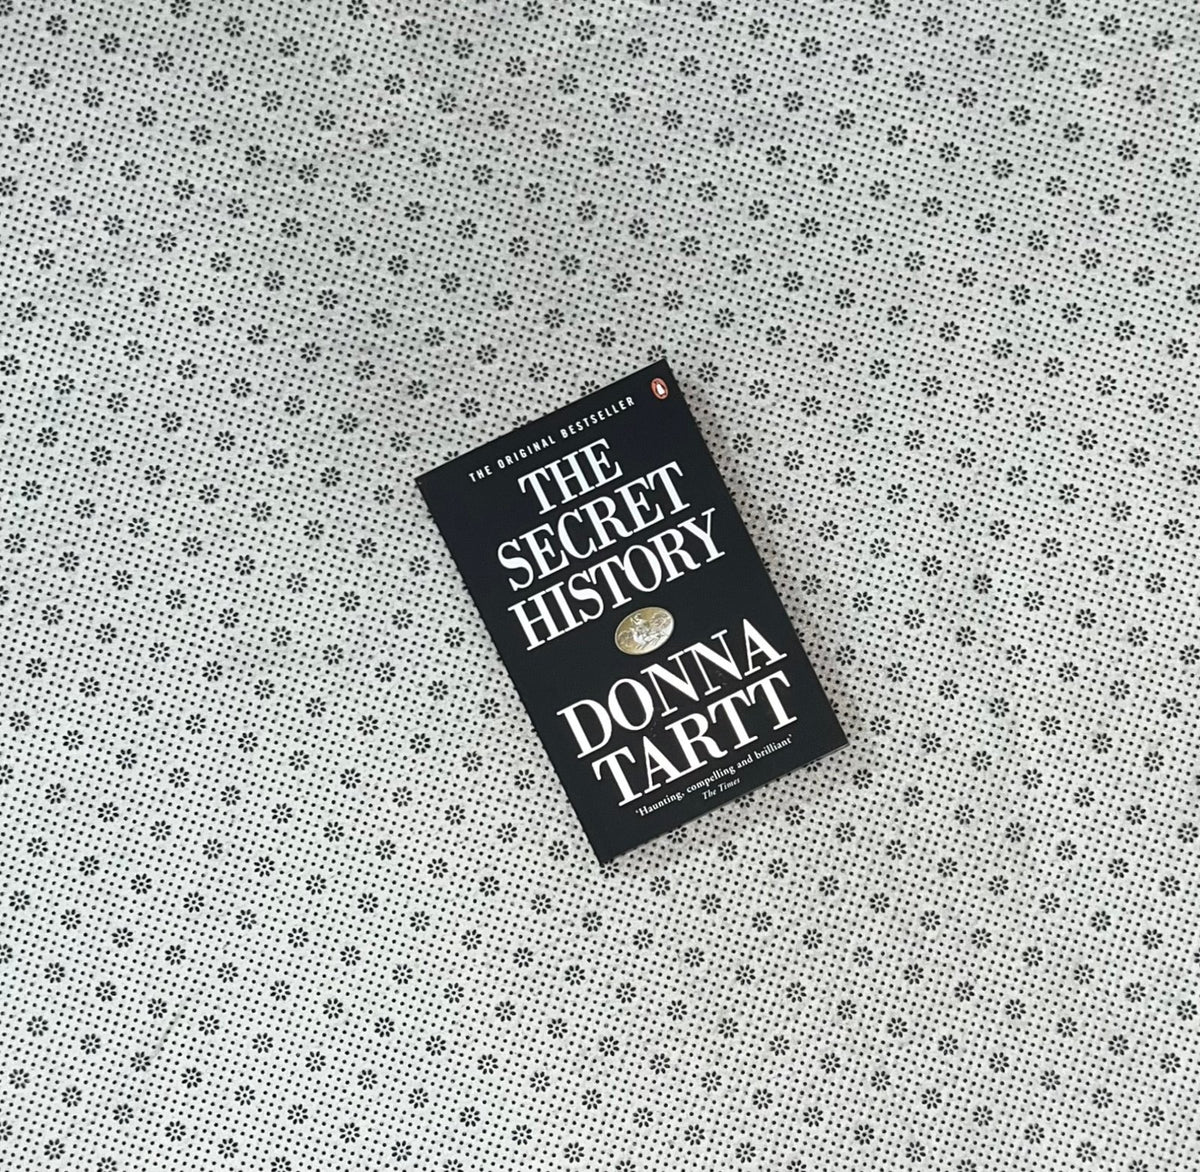 THE ORIGINAL BESTSELLER
THE
SECRET
HISTORY
DONNA
TARTT
'Haunting, compelling and brilliant'
The Times